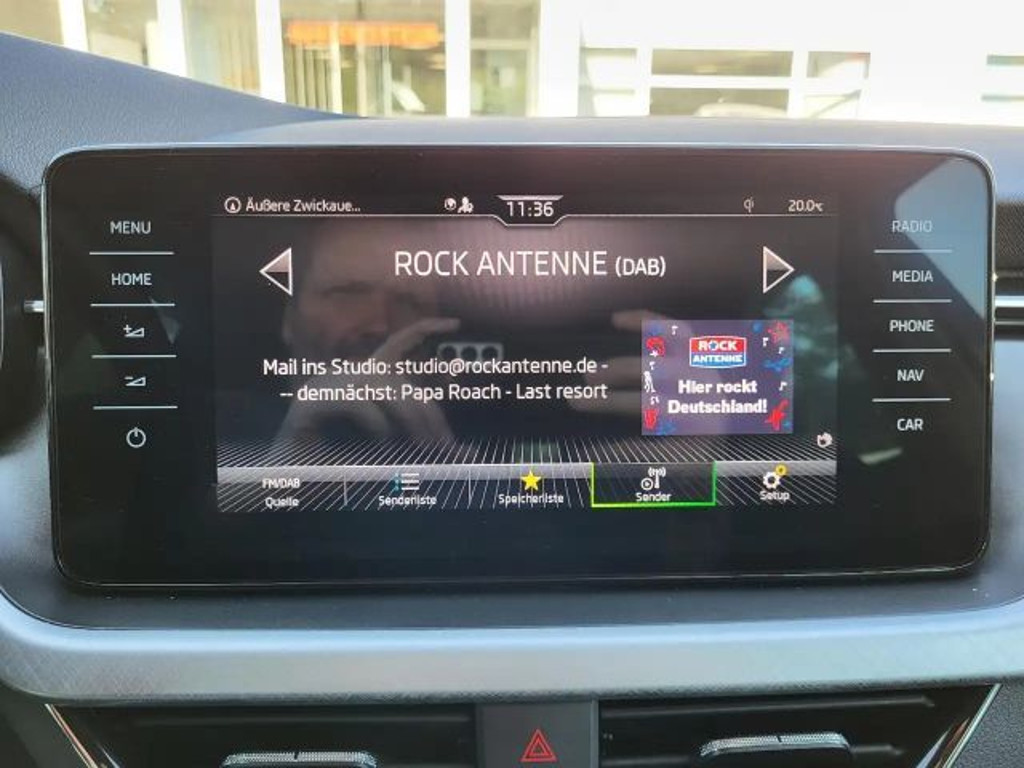 Äußere Zwickaue...
11:36
20.0°C
MENU
HOME
ROCK ANTENNE (DAB)
RADIO
MEDIA
PHONE
NAV
CAR
Mail ins Studio: studio@rockantenne.de -
-- demnächst: Papa Roach - Last resort
ROCK
ANTENNE
Hier rockt
Deutschland!
FM/DAB
Quelle
Senderliste
Speicherliste
Sender
Setup